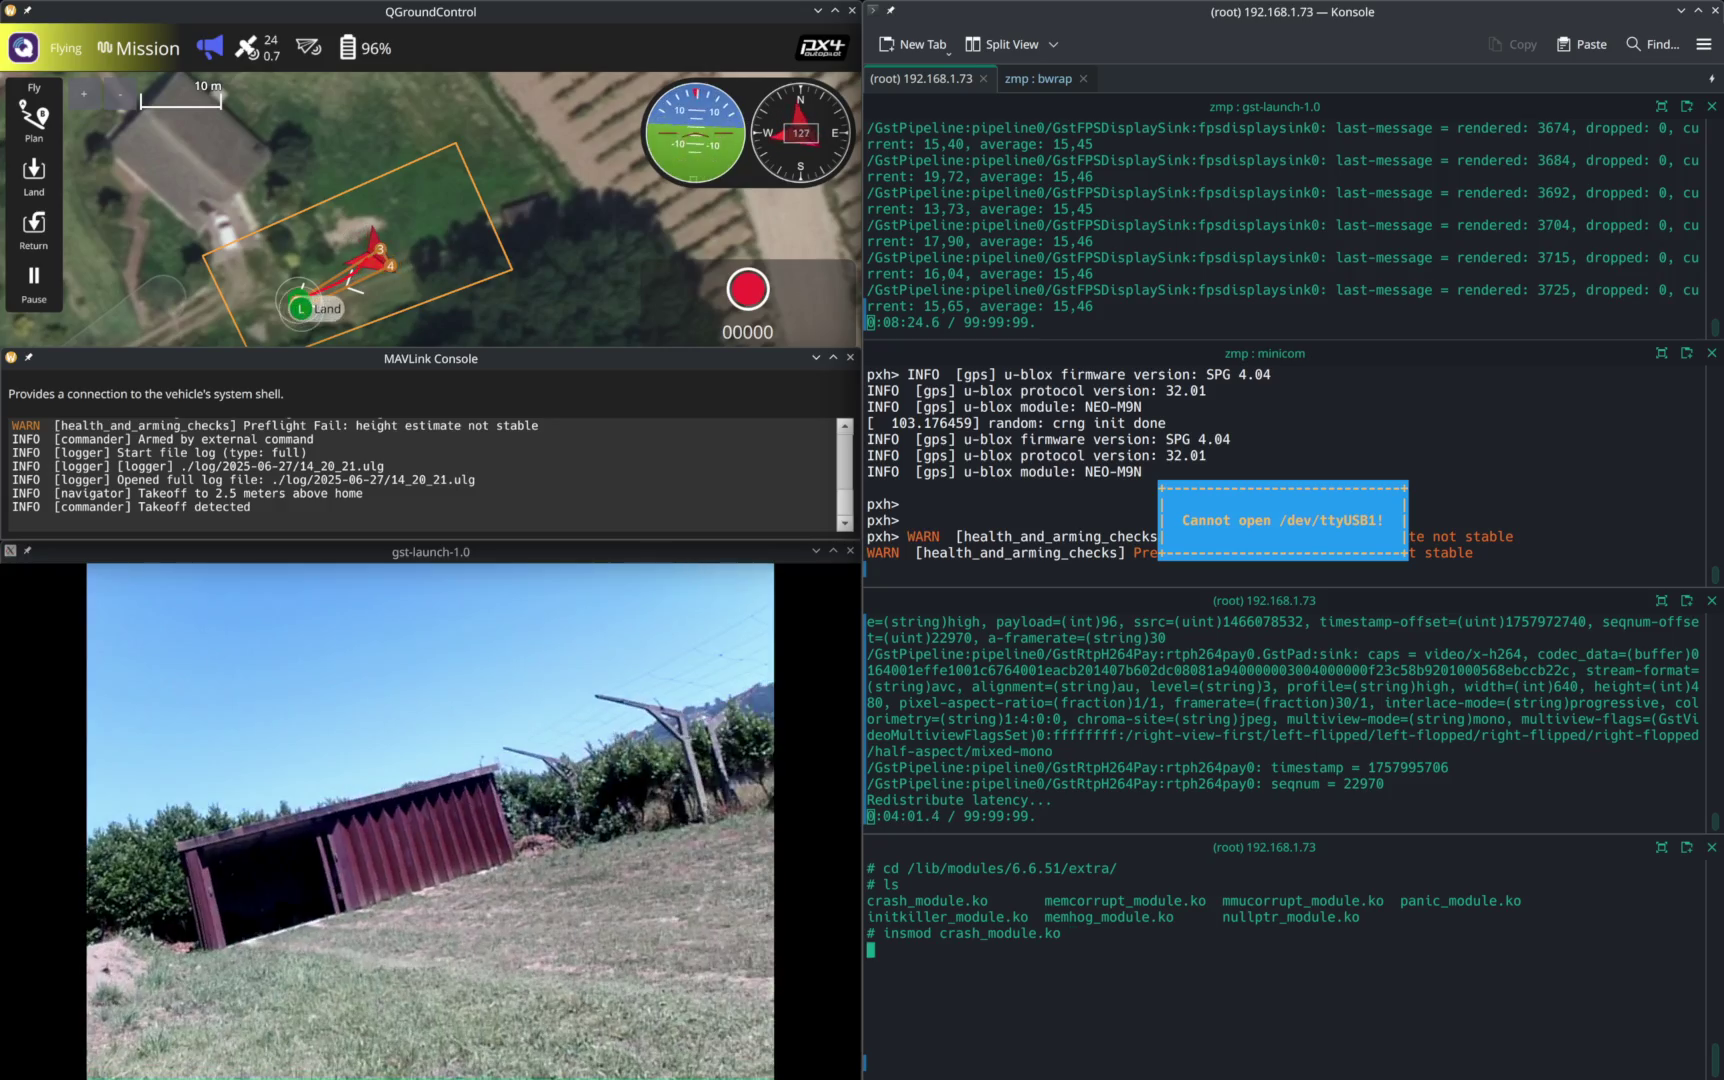 QGroundControl
Flying
Mission
24
0.7
96%
PX4
autopilot
Fly
Plan
Land
Return
Pause
+
-
10 m
10
10
-10
-10
N
W
127
E
S
3
4
L
Land
00000
MAVLink Console
Provides a connection to the vehicle's system shell.
WARN  [health_and_arming_checks] Preflight Fail: height estimate not stable
INFO  [commander] Armed by external command
INFO  [logger] Start file log (type: full)
INFO  [logger] [logger] ./log/2025-06-27/14_20_21.ulg
INFO  [logger] Opened full log file: ./log/2025-06-27/14_20_21.ulg
INFO  [navigator] Takeoff to 2.5 meters above home
INFO  [commander] Takeoff detected
gst-launch-1.0
(root) 192.168.1.73 — Konsole
New Tab
Split View
Copy
Paste
Find...
(root) 192.168.1.73
zmp : bwrap
zmp : gst-launch-1.0
/GstPipeline:pipeline0/GstFPSDisplaySink:fpsdisplaysink0: last-message = rendered: 3674, dropped: 0, cu
rrent: 15,40, average: 15,45
/GstPipeline:pipeline0/GstFPSDisplaySink:fpsdisplaysink0: last-message = rendered: 3684, dropped: 0, cu
rrent: 19,72, average: 15,46
/GstPipeline:pipeline0/GstFPSDisplaySink:fpsdisplaysink0: last-message = rendered: 3692, dropped: 0, cu
rrent: 13,73, average: 15,45
/GstPipeline:pipeline0/GstFPSDisplaySink:fpsdisplaysink0: last-message = rendered: 3704, dropped: 0, cu
rrent: 17,90, average: 15,46
/GstPipeline:pipeline0/GstFPSDisplaySink:fpsdisplaysink0: last-message = rendered: 3715, dropped: 0, cu
rrent: 16,04, average: 15,46
/GstPipeline:pipeline0/GstFPSDisplaySink:fpsdisplaysink0: last-message = rendered: 3725, dropped: 0, cu
rrent: 15,65, average: 15,46
0:08:24.6 / 99:99:99.
zmp : minicom
pxh> INFO  [gps] u-blox firmware version: SPG 4.04
INFO  [gps] u-blox protocol version: 32.01
INFO  [gps] u-blox module: NEO-M9N
[  103.176459] random: crng init done
INFO  [gps] u-blox firmware version: SPG 4.04
INFO  [gps] u-blox protocol version: 32.01
INFO  [gps] u-blox module: NEO-M9N
pxh>
pxh>
Cannot open /dev/ttyUSB1!
pxh> WARN  [health_and_arming_checks te not stable
WARN  [health_and_arming_checks] Pre t stable
(root) 192.168.1.73
e=(string)high, payload=(int)96, ssrc=(uint)1466078532, timestamp-offset=(uint)1757972740, seqnum-offse
t=(uint)22970, a-framerate=(string)30
/GstPipeline:pipeline0/GstRtpH264Pay:rtph264pay0.GstPad:sink: caps = video/x-h264, codec_data=(buffer)0
164001effe1001c6764001eacb201407b602dc08081a940000003004000000f23c58b9201000568ebccb22c, stream-format=
(string)avc, alignment=(string)au, level=(string)3, profile=(string)high, width=(int)640, height=(int)4
80, pixel-aspect-ratio=(fraction)1/1, framerate=(fraction)30/1, interlace-mode=(string)progressive, col
orimetry=(string)1:4:0:0, chroma-site=(string)jpeg, multiview-mode=(string)mono, multiview-flags=(GstVi
deoMultiviewFlagsSet)0:ffffffff:/right-view-first/left-flipped/left-flopped/right-flipped/right-flopped
/half-aspect/mixed-mono
/GstPipeline:pipeline0/GstRtpH264Pay:rtph264pay0: timestamp = 1757995706
/GstPipeline:pipeline0/GstRtpH264Pay:rtph264pay0: seqnum = 22970
Redistribute latency...
0:04:01.4 / 99:99:99.
(root) 192.168.1.73
# cd /lib/modules/6.6.51/extra/
# ls
crash_module.ko       memcorrupt_module.ko  mmucorrupt_module.ko  panic_module.ko
initkiller_module.ko  memhog_module.ko      nullptr_module.ko
# insmod crash_module.ko